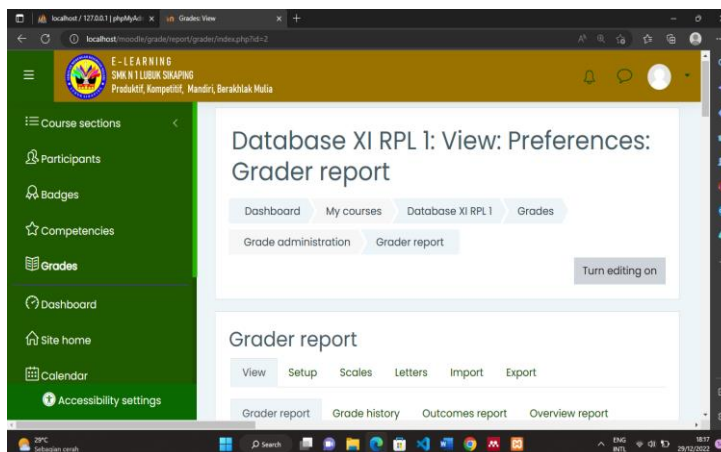 localhost / 127.0.0.1 | phpMyAd
Grades: View
localhost/moodle/grade/report/grader/index.php?id=2
E-LEARNING
SMK N 1 LUBUK SIKAPING
Produktif, Kompetitif, Mandiri, Berakhlak Mulia
Course sections
Participants
Badges
Competencies
Grades
Dashboard
Site home
Calendar
Accessibility settings
Database XI RPL 1: View: Preferences:
Grader report
Dashboard My courses Database XI RPL 1 Grades
Grade administration Grader report
Turn editing on
Grader report
View Setup Scales Letters Import Export
Grader report Grade history Outcomes report Overview report
29°C
Sebagian cerah
Search
ENG
INTL
18:17
29/12/2022